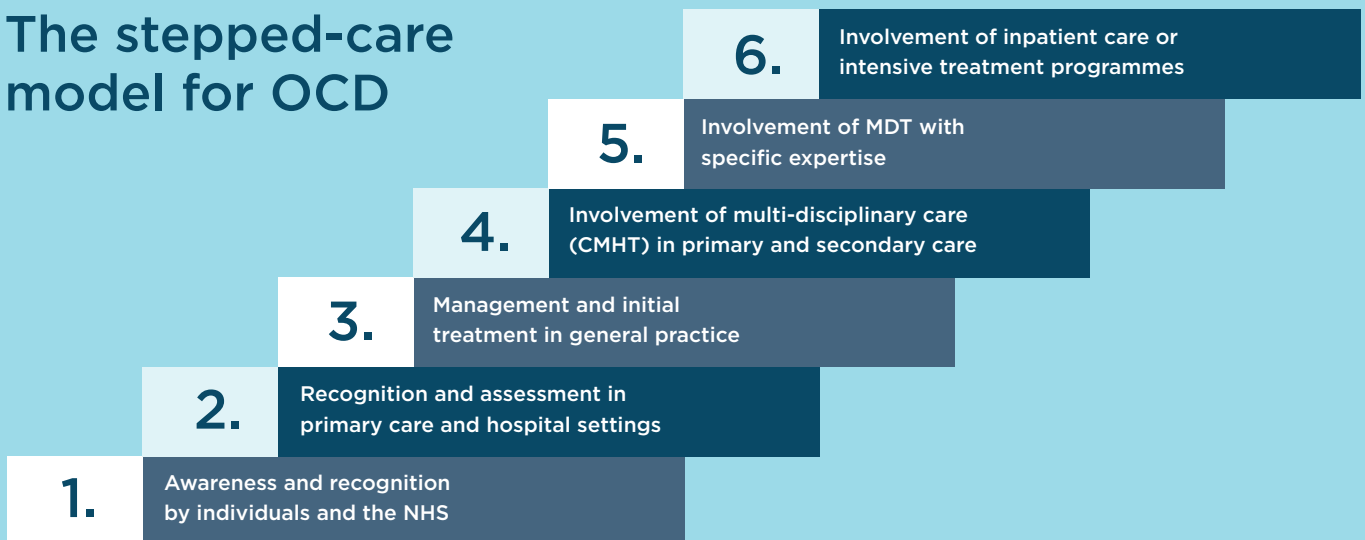 The stepped-care
model for OCD
6.
Involvement of inpatient care or
intensive treatment programmes
5.
Involvement of MDT with
specific expertise
4.
Involvement of multi-disciplinary care
(CMHT) in primary and secondary care
3.
Management and initial
treatment in general practice
2.
Recognition and assessment in
primary care and hospital settings
1.
Awareness and recognition
by individuals and the NHS